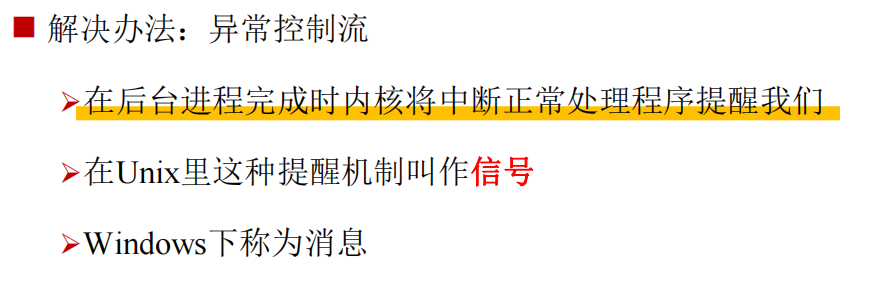 解决办法：异常控制流
在后台进程完成时内核将中断正常处理程序提醒我们
在Unix里这种提醒机制叫作信号
Windows下称为消息